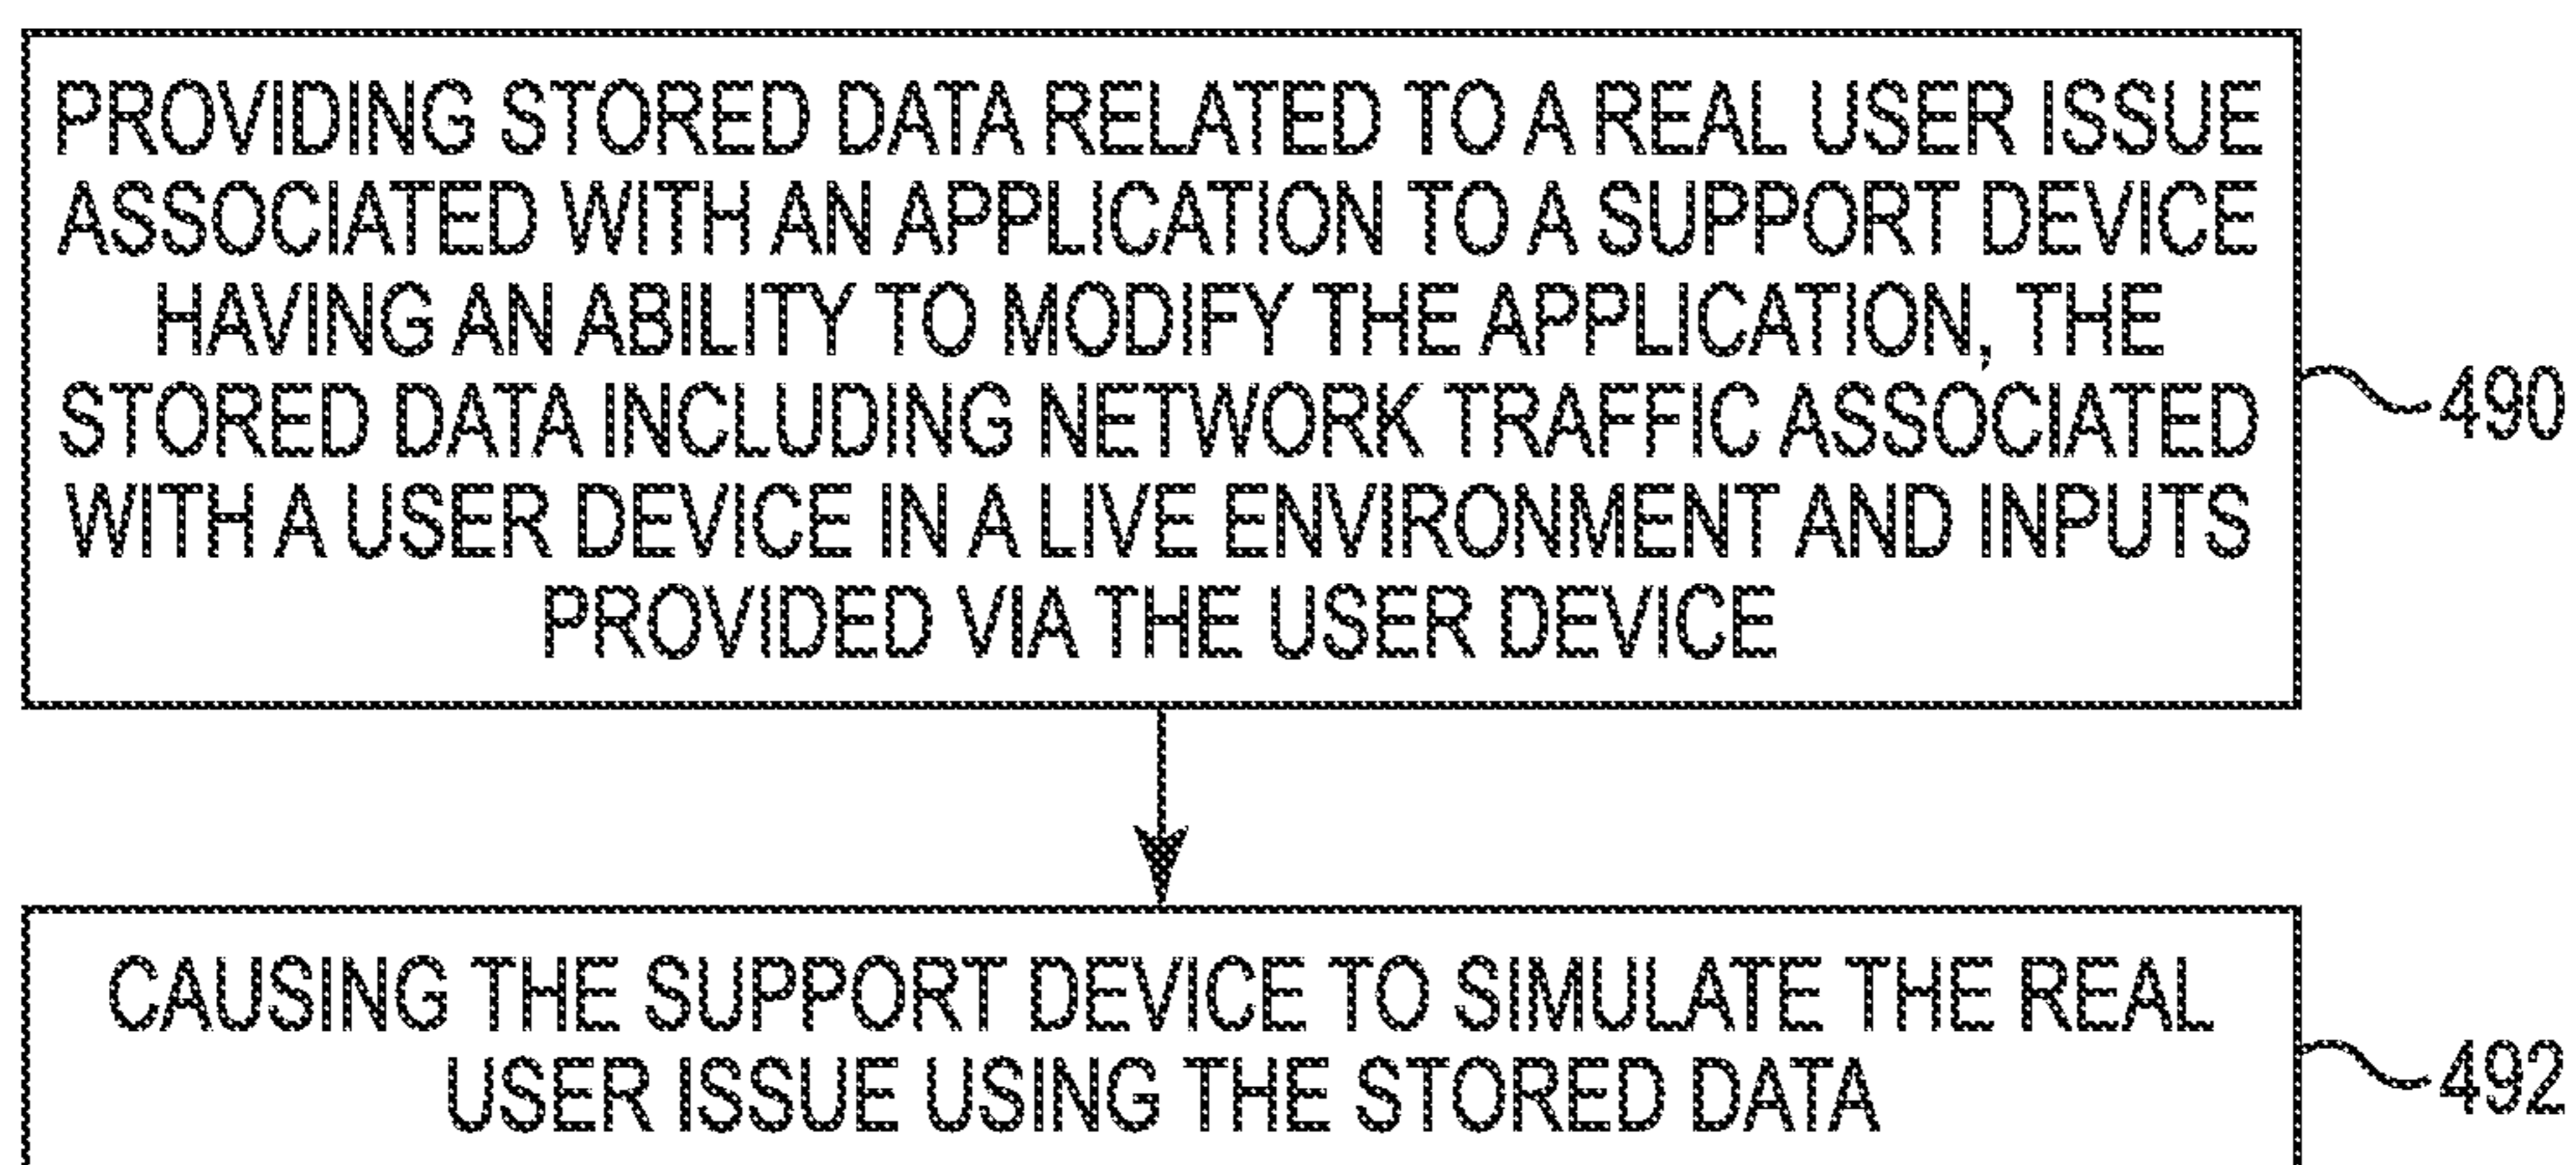 PROVIDING STORED DATA RELATED TO A REAL USER ISSUE
ASSOCIATED WITH AN APPLICATION TO A SUPPORT DEVICE
HAVING AN ABILITY TO MODIFY THE APPLICATION, THE
STORED DATA INCLUDING NETWORK TRAFFIC ASSOCIATED
WITH A USER DEVICE IN A LIVE ENVIRONMENT AND INPUTS
PROVIDED VIA THE USER DEVICE
490
CAUSING THE SUPPORT DEVICE TO SIMULATE THE REAL
USER ISSUE USING THE STORED DATA
492